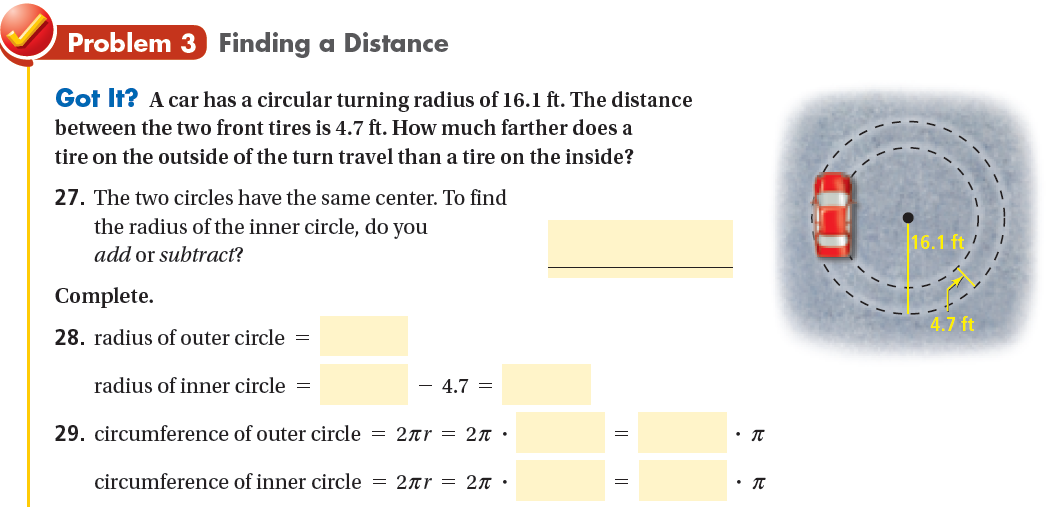 Problem 3 Finding a Distance
Got It? A car has a circular turning radius of 16.1 ft. The distance
between the two front tires is 4.7 ft. How much farther does a
tire on the outside of the turn travel than a tire on the inside?
27. The two circles have the same center. To find
the radius of the inner circle, do you
add or subtract?
16.1 ft
4.7 ft
Complete.
28. radius of outer circle =
radius of inner circle = − 4.7 =
29. circumference of outer circle = 2πr = 2π · = · π
circumference of inner circle = 2πr = 2π · = · π